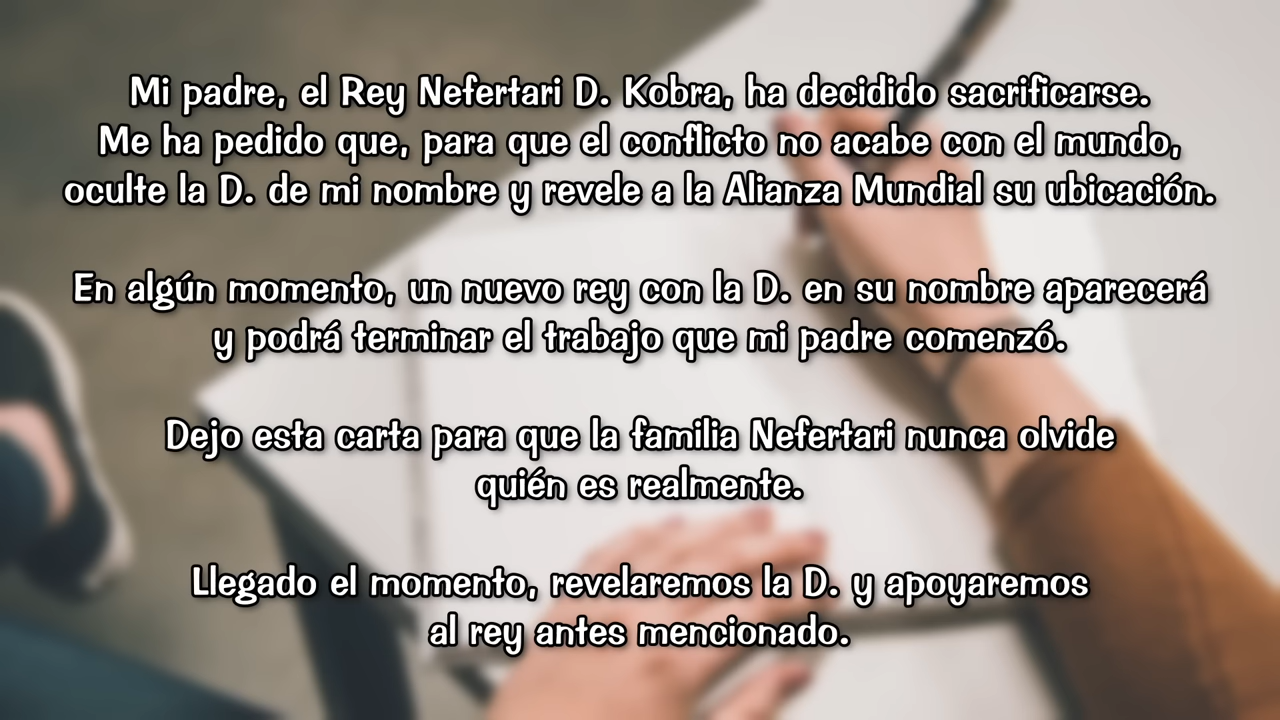 Mi padre, el Rey Nefertari D. Kobra, ha decidido sacrificarse.
Me ha pedido que, para que el conflicto no acabe con el mundo,
oculte la D. de mi nombre y revele a la Alianza Mundial su ubicación.
En algún momento, un nuevo rey con la D. en su nombre aparecerá
y podrá terminar el trabajo que mi padre comenzó.
Dejo esta carta para que la familia Nefertari nunca olvide
quién es realmente.
Llegado el momento, revelaremos la D. y apoyaremos
al rey antes mencionado.